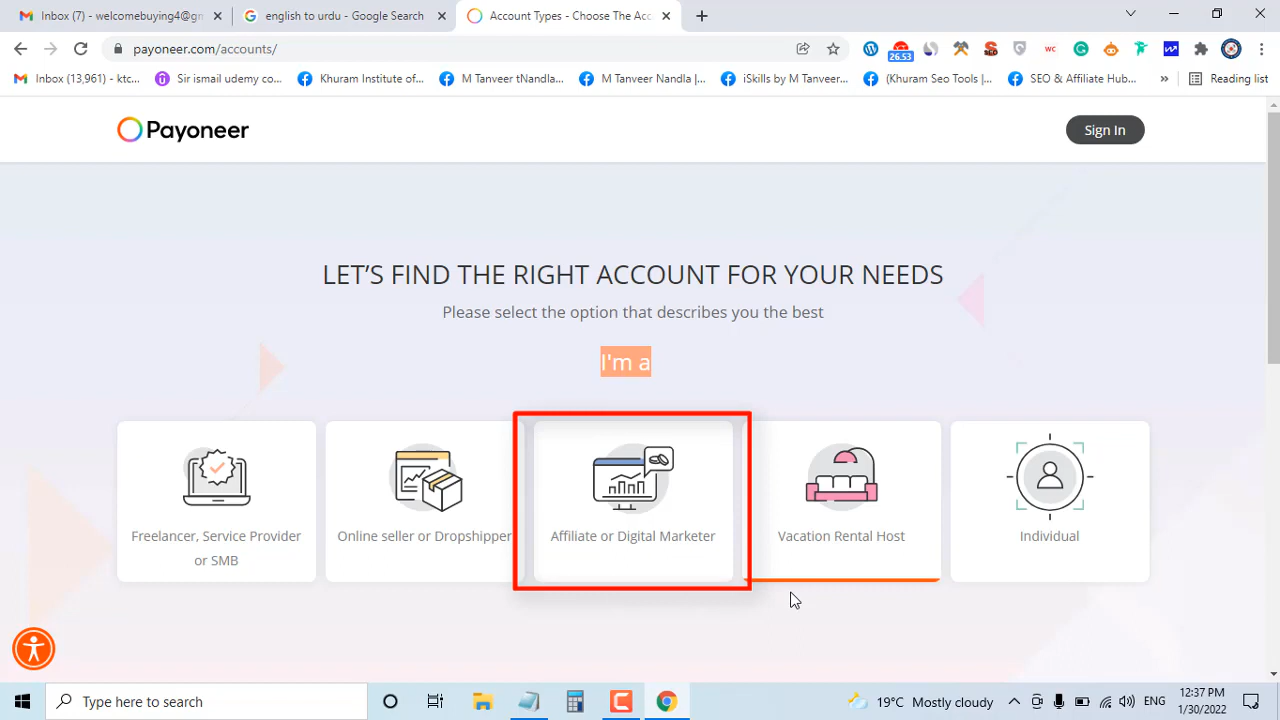 Inbox (7) - welcomebuying4@gm
english to urdu - Google Search
Account Types - Choose The Acc
payoneer.com/accounts/
26.53
WC
Inbox (13,961) - ktc...
Sir ismail udemy co...
Khuram Institute of...
M Tanveer tNandla...
M Tanveer Nandla |...
iSkills by M Tanveer...
(Khuram Seo Tools |...
SEO & Affiliate Hub...
»
Reading list
Payoneer
Sign In
LET'S FIND THE RIGHT ACCOUNT FOR YOUR NEEDS
Please select the option that describes you the best
I'm a
Freelancer, Service Provider
or SMB
Online seller or Dropshipper
Affiliate or Digital Marketer
Vacation Rental Host
Individual
Type here to search
19°C Mostly cloudy
ENG
12:37 PM
1/30/2022